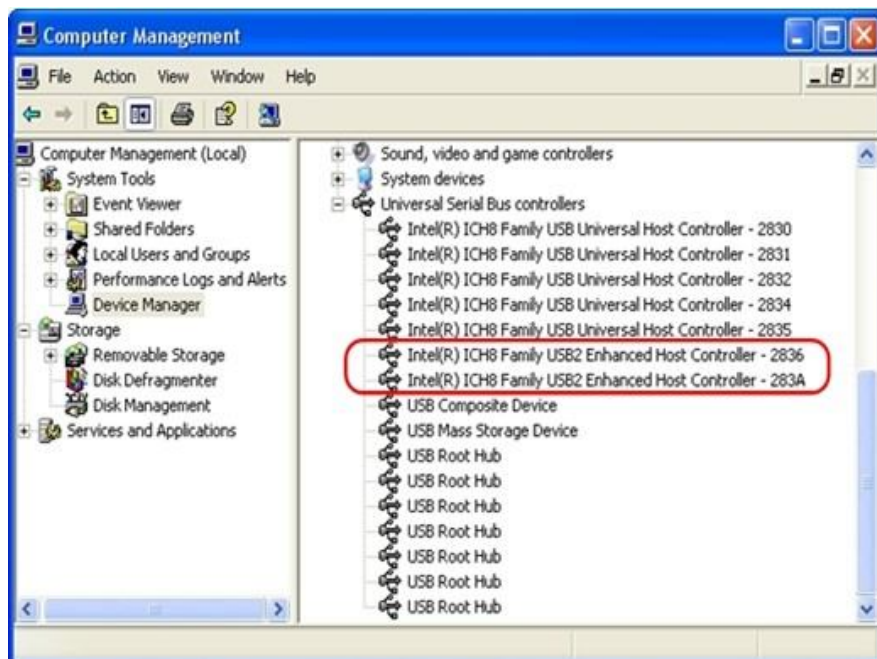 Computer Management
File Action View Window Help
Computer Management (Local)
System Tools
Event Viewer
Shared Folders
Local Users and Groups
Performance Logs and Alerts
Device Manager
Storage
Removable Storage
Disk Defragmenter
Disk Management
Services and Applications
Sound, video and game controllers
System devices
Universal Serial Bus controllers
Intel(R) ICH8 Family USB Universal Host Controller - 2830
Intel(R) ICH8 Family USB Universal Host Controller - 2831
Intel(R) ICH8 Family USB Universal Host Controller - 2832
Intel(R) ICH8 Family USB Universal Host Controller - 2834
Intel(R) ICH8 Family USB Universal Host Controller - 2835
Intel(R) ICH8 Family USB2 Enhanced Host Controller - 2836
Intel(R) ICH8 Family USB2 Enhanced Host Controller - 283A
USB Composite Device
USB Mass Storage Device
USB Root Hub
USB Root Hub
USB Root Hub
USB Root Hub
USB Root Hub
USB Root Hub
USB Root Hub